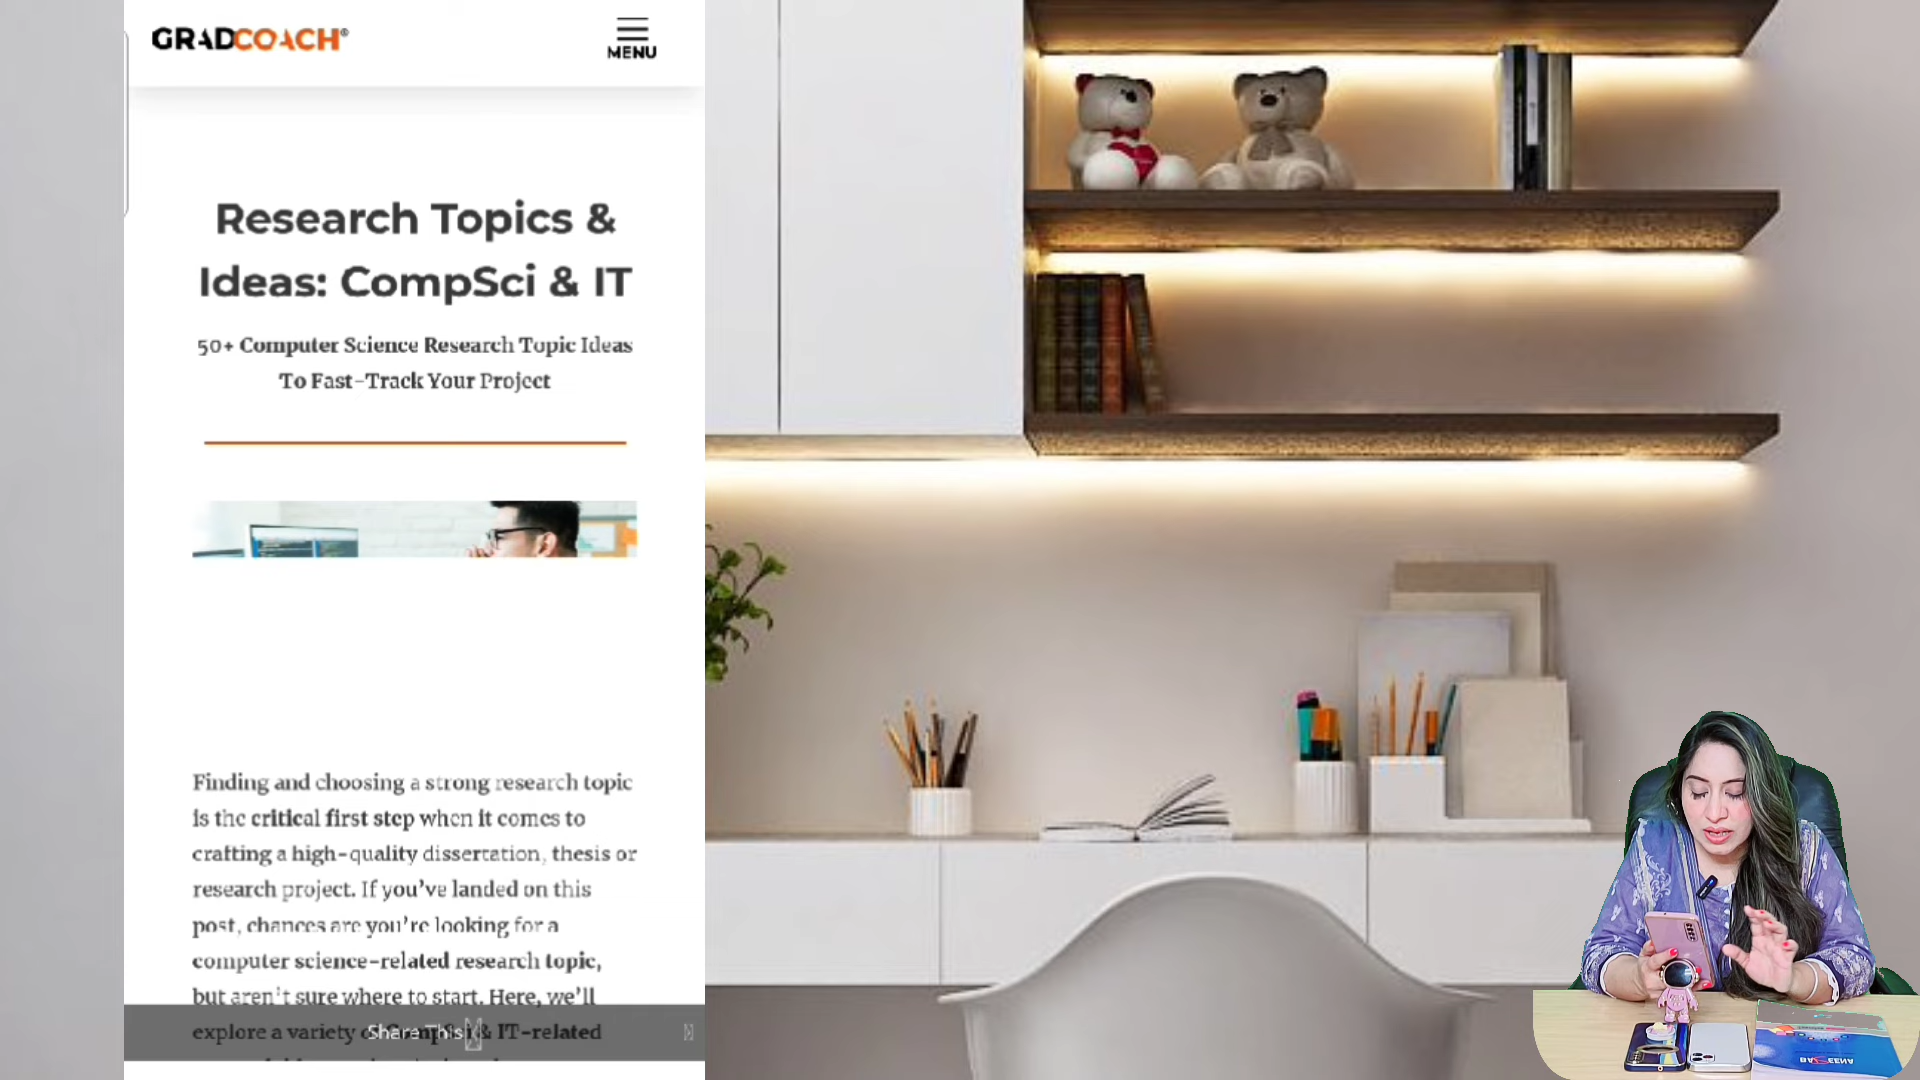 GRADCOACH®
MENU
Research Topics &
Ideas: CompSci & IT
50+ Computer Science Research Topic Ideas
To Fast-Track Your Project
Finding and choosing a strong research topic
is the critical first step when it comes to
crafting a high-quality dissertation, thesis or
research project. If you've landed on this
post, chances are you're looking for a
computer science-related research topic,
but aren't sure where to start. Here, we'll
explore a variety of CompSci & IT-related
Share This